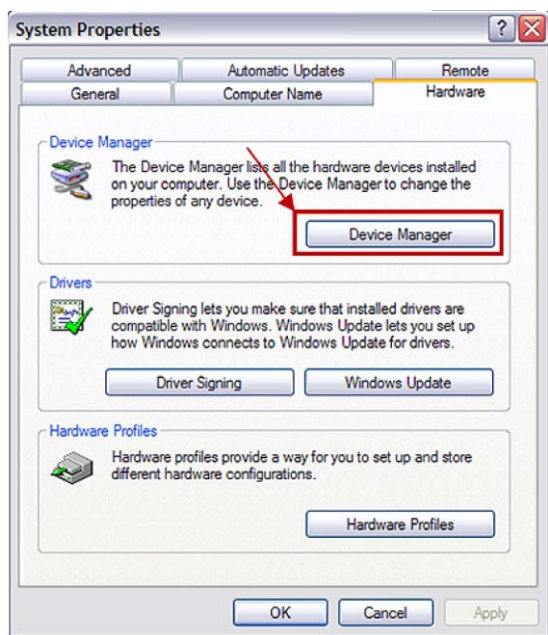 System Properties
Advanced
Automatic Updates
Remote
General
Computer Name
Hardware
Device Manager
The Device Manager lists all the hardware devices installed
on your computer. Use the Device Manager to change the
properties of any device.
Device Manager
Drivers
Driver Signing lets you make sure that installed drivers are
compatible with Windows. Windows Update lets you set up
how Windows connects to Windows Update for drivers.
Driver Signing
Windows Update
Hardware Profiles
Hardware profiles provide a way for you to set up and store
different hardware configurations.
Hardware Profiles
OK
Cancel
Apply